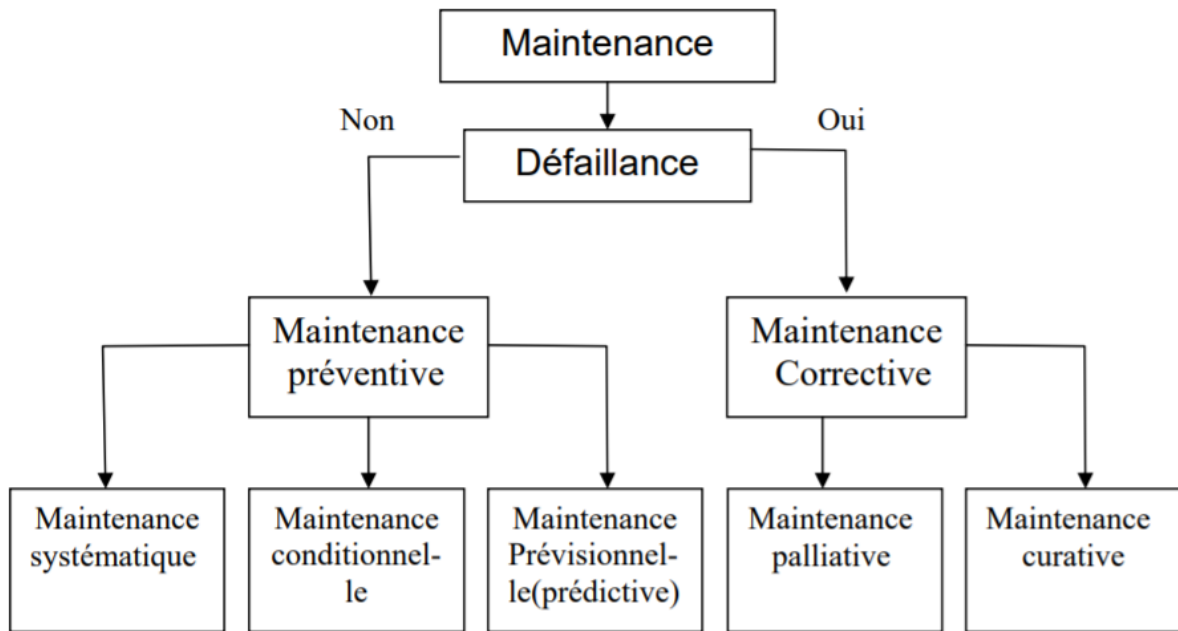 Maintenance
Non
Oui
Défaillance
Maintenance
préventive
Maintenance
Corrective
Maintenance
systématique
Maintenance
conditionnel-
le
Maintenance
Prévisionnel-
le(prédictive)
Maintenance
palliative
Maintenance
curative